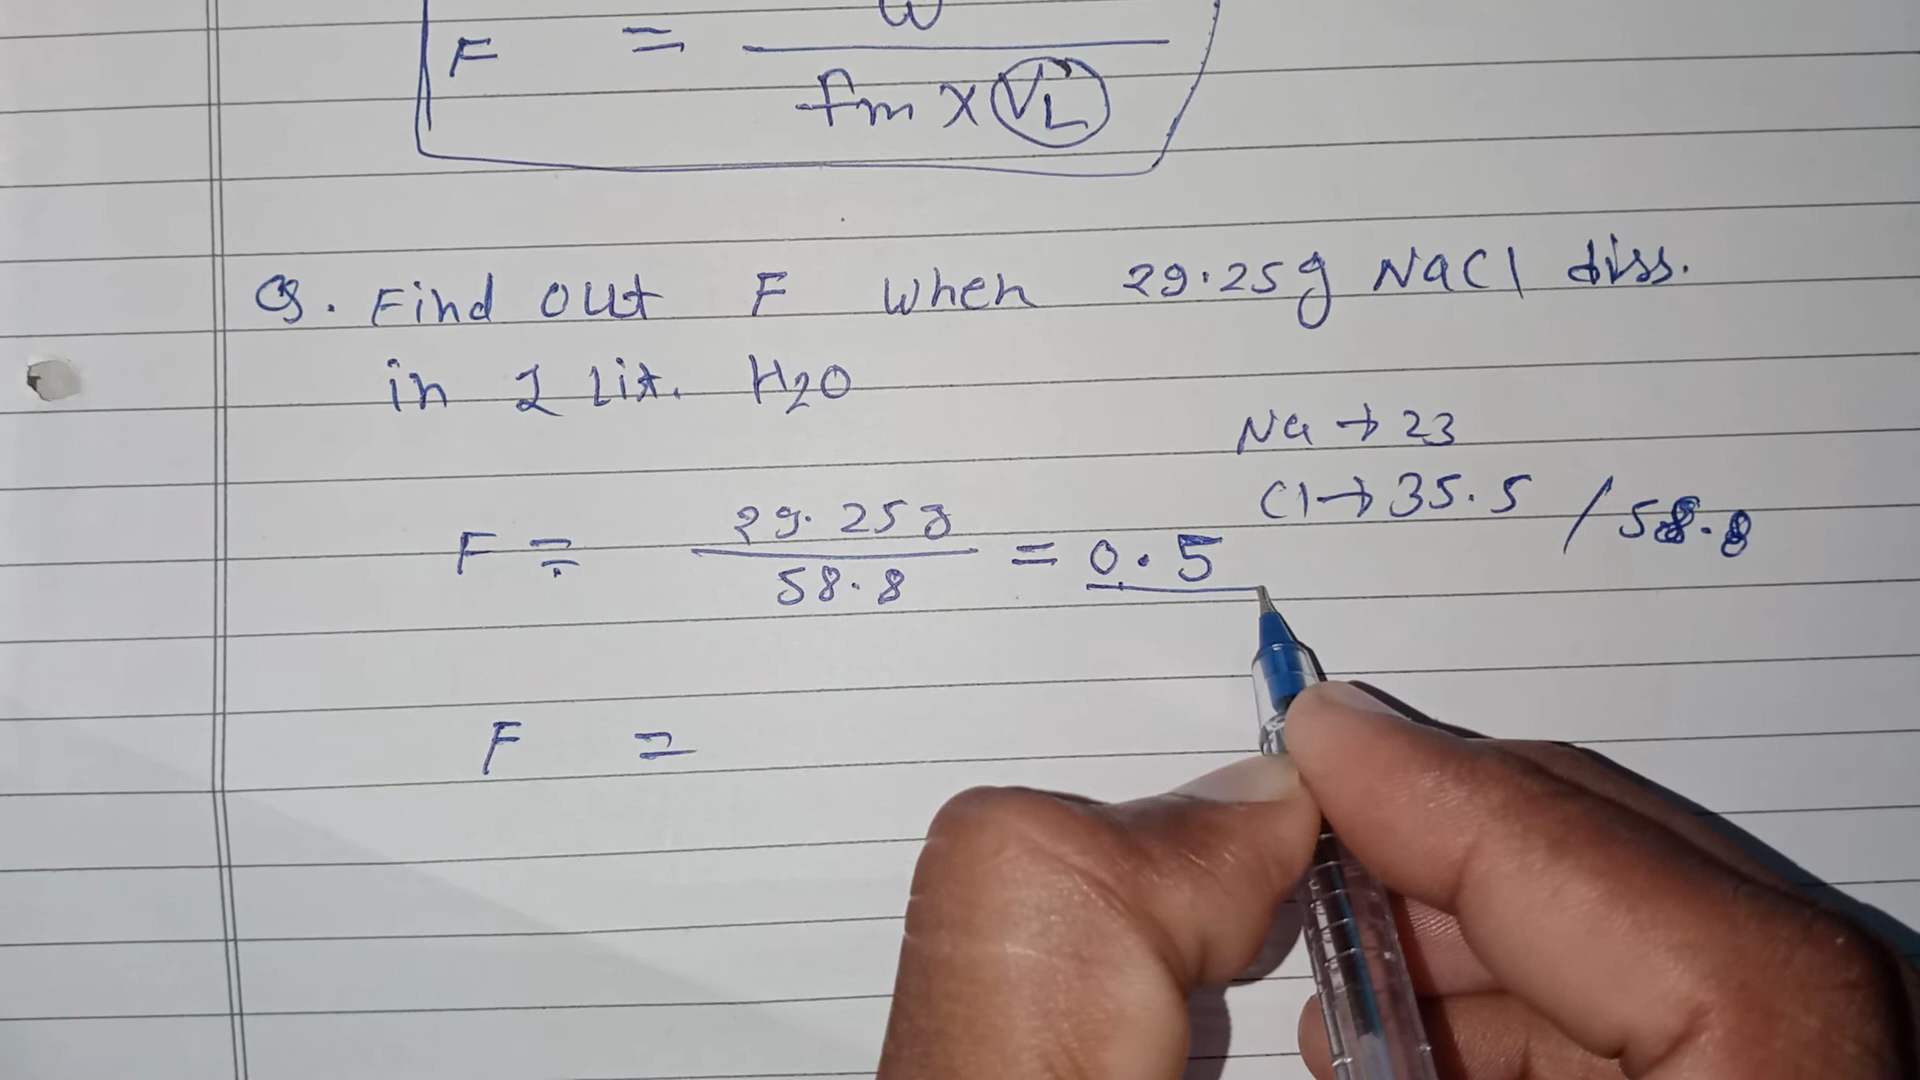 W
F =
fm x VL
Q. Find out F when 29.25g NaCl diss.
in 1 Lit. H2O
Na → 23
Cl → 35.5 / 58.8
F = 29.25g = 0.5
58.8
F =